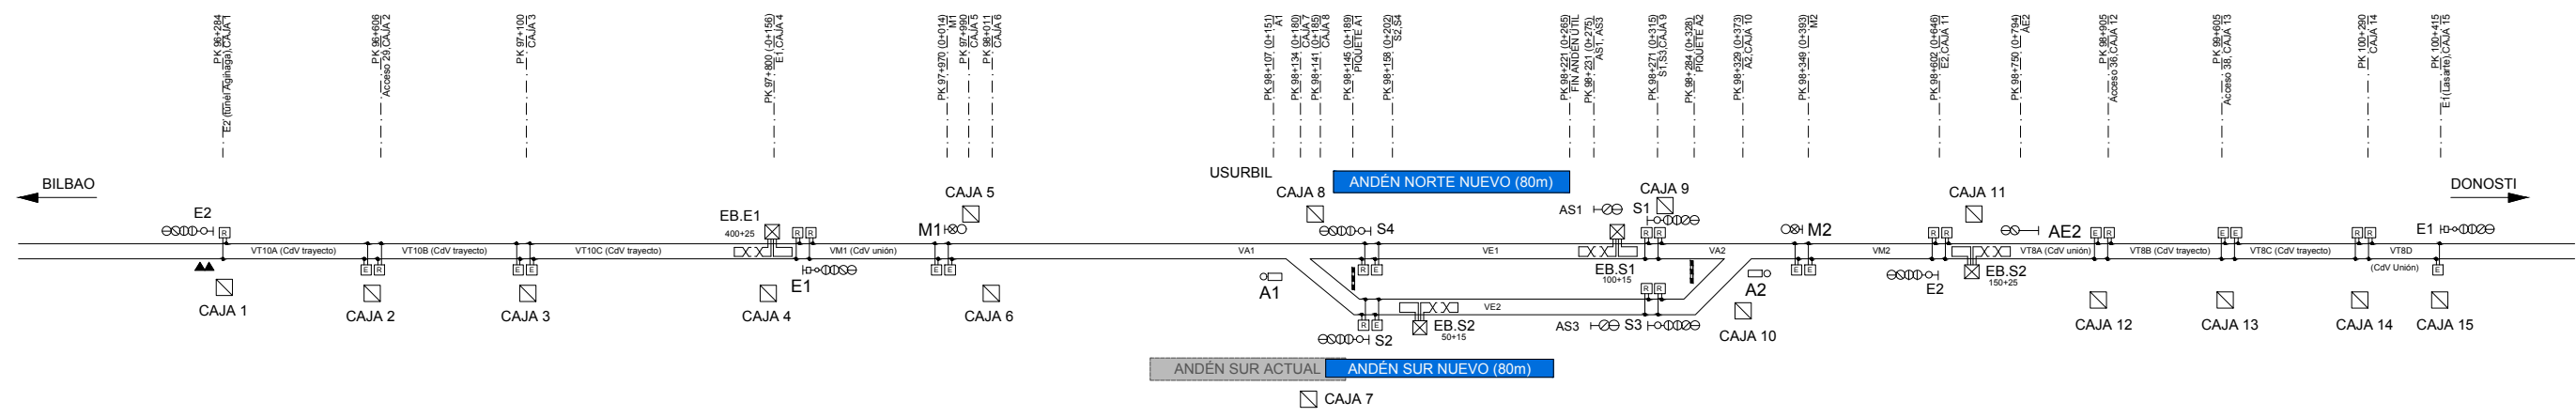 PK 96+284
E2 (túnel Aginaga),CAJA 1
PK 96+606
Acceso 29,CAJA 2
PK 97+100
CAJA 3
PK 97+800 (-0+156)
E1,CAJA 4
PK 97+970 (0+014)
M1
PK 97+990
CAJA 5
PK 98+011
CAJA 6
PK 98+107 (0+151)
A1
PK 98+134 (0+180)
CAJA 7
PK 98+141 (0+185)
CAJA 8
PK 98+145 (0+189)
PIQUETE A1
PK 98+158 (0+202)
S2,S4
PK 98+221 (0+265)
FIN ANDÉN ÚTIL
PK 98+231 (0+275)
AS1, AS3
PK 98+271 (0+315)
S1,S3,CAJA 9
PK 98+284 (0+328)
PIQUETE A2
PK 98+329 (0+373)
A2,CAJA 10
PK 98+349 (0+393)
M2
PK 98+602 (0+646)
E2,CAJA 11
PK 98+750 (0+794)
AE2
PK 98+905
Acceso 36,CAJA 12
PK 99+605
Acceso 38, CAJA 13
PK 100+290
CAJA 14
PK 100+415
E1 (Lasarte),CAJA 15
BILBAO
USURBIL
ANDÉN NORTE NUEVO (80m)
DONOSTI
CAJA 5
CAJA 8
CAJA 9
CAJA 11
E2
EB.E1
400+25
M1
S4
AS1
S1
M2
AE2
E1
R
R
R
R
R
R
R
E
R
E
E
R
R
VT10A (CdV trayecto)
VT10B (CdV trayecto)
VT10C (CdV trayecto)
VM1 (CdV unión)
VA1
VE1
VA2
VM2
VT8A (CdV unión)
VT8B (CdV trayecto)
VT8C (CdV trayecto)
VT8D
(CdV Unión)
E
R
E
E
E
E
R
E
E
E
E
EB.S1
100+15
EB.S2
150+25
E1
A1
A2
E2
CAJA 1
CAJA 2
CAJA 3
CAJA 4
CAJA 6
R
R
VE2
R
E
EB.S2
50+15
S2
AS3
S3
CAJA 10
CAJA 12
CAJA 13
CAJA 14
CAJA 15
ANDÉN SUR ACTUAL
ANDÉN SUR NUEVO (80m)
CAJA 7